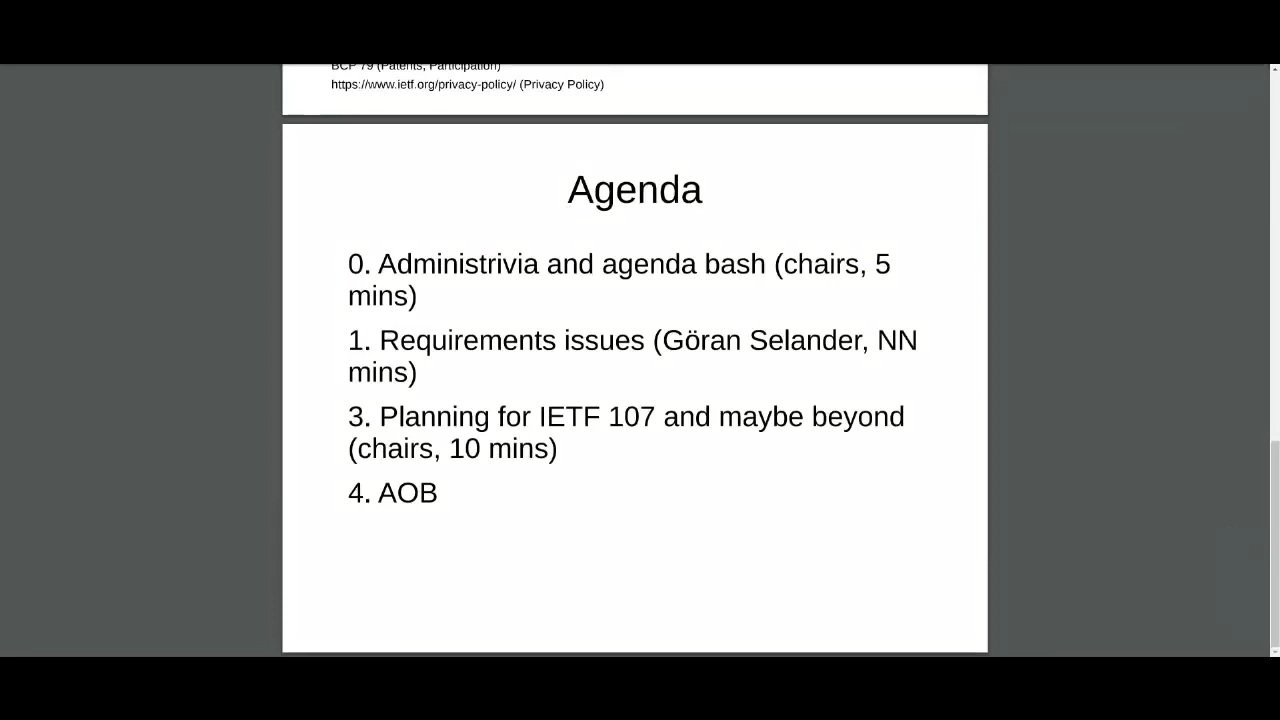 BCP 79 (Patents, Participation)
https://www.ietf.org/privacy-policy/ (Privacy Policy)
Agenda
0. Administrivia and agenda bash (chairs, 5
mins)
1. Requirements issues (Göran Selander, NN
mins)
3. Planning for IETF 107 and maybe beyond
(chairs, 10 mins)
4. AOB